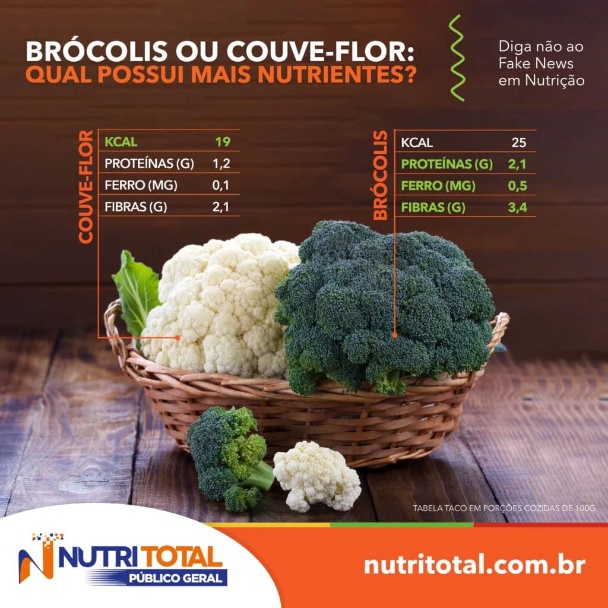 BRÓCOLIS OU COUVE-FLOR:
QUAL POSSUI MAIS NUTRIENTES?
Diga não ao
Fake News
em Nutrição
COUVE-FLOR
KCAL 19
PROTEÍNAS (G) 1,2
FERRO (MG) 0,1
FIBRAS (G) 2,1
BRÓCOLIS
KCAL 25
PROTEÍNAS (G) 2,1
FERRO (MG) 0,5
FIBRAS (G) 3,4
TABELA TACO EM PORCÕES COZIDAS DE 100G
NUTRITOTAL
PÚBLICO GERAL
nutritotal.com.br